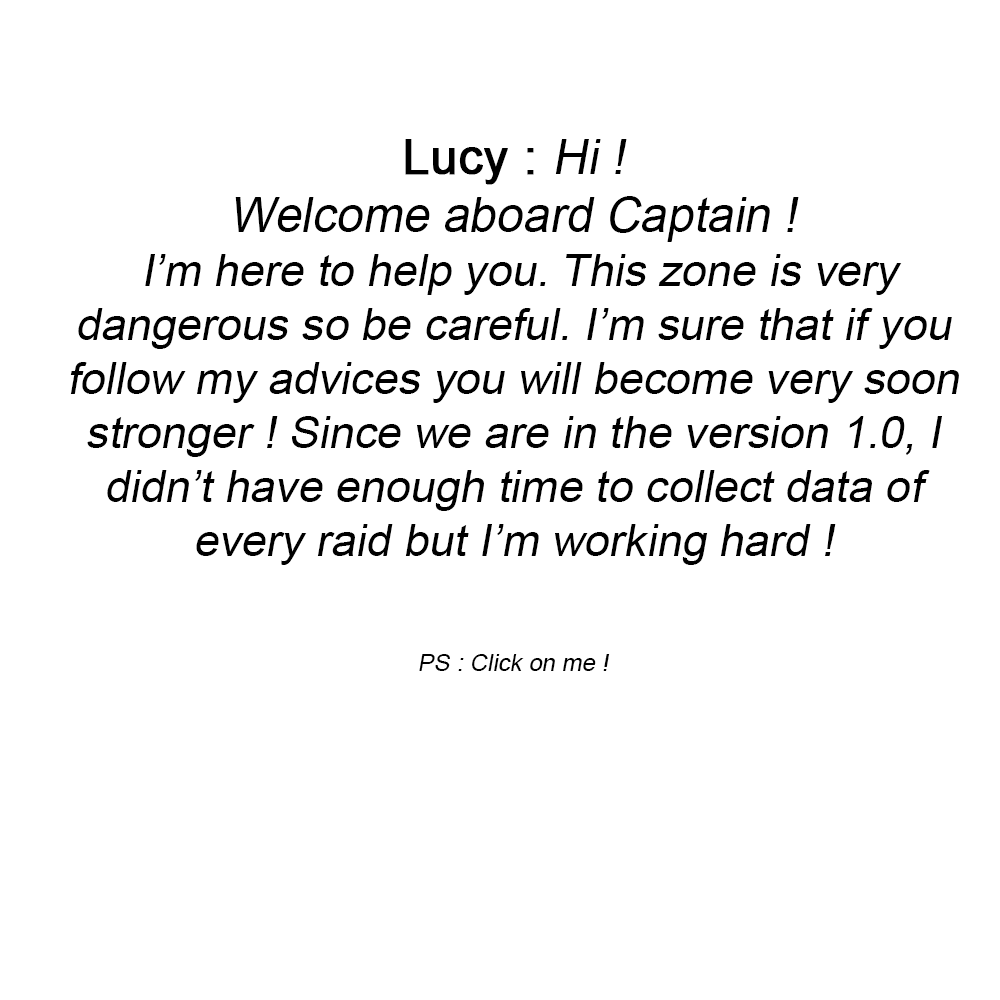 Lucy : Hi !
Welcome aboard Captain !
I’m here to help you. This zone is very
dangerous so be careful. I’m sure that if you
follow my advices you will become very soon
stronger ! Since we are in the version 1.0, I
didn’t have enough time to collect data of
every raid but I’m working hard !
PS : Click on me !